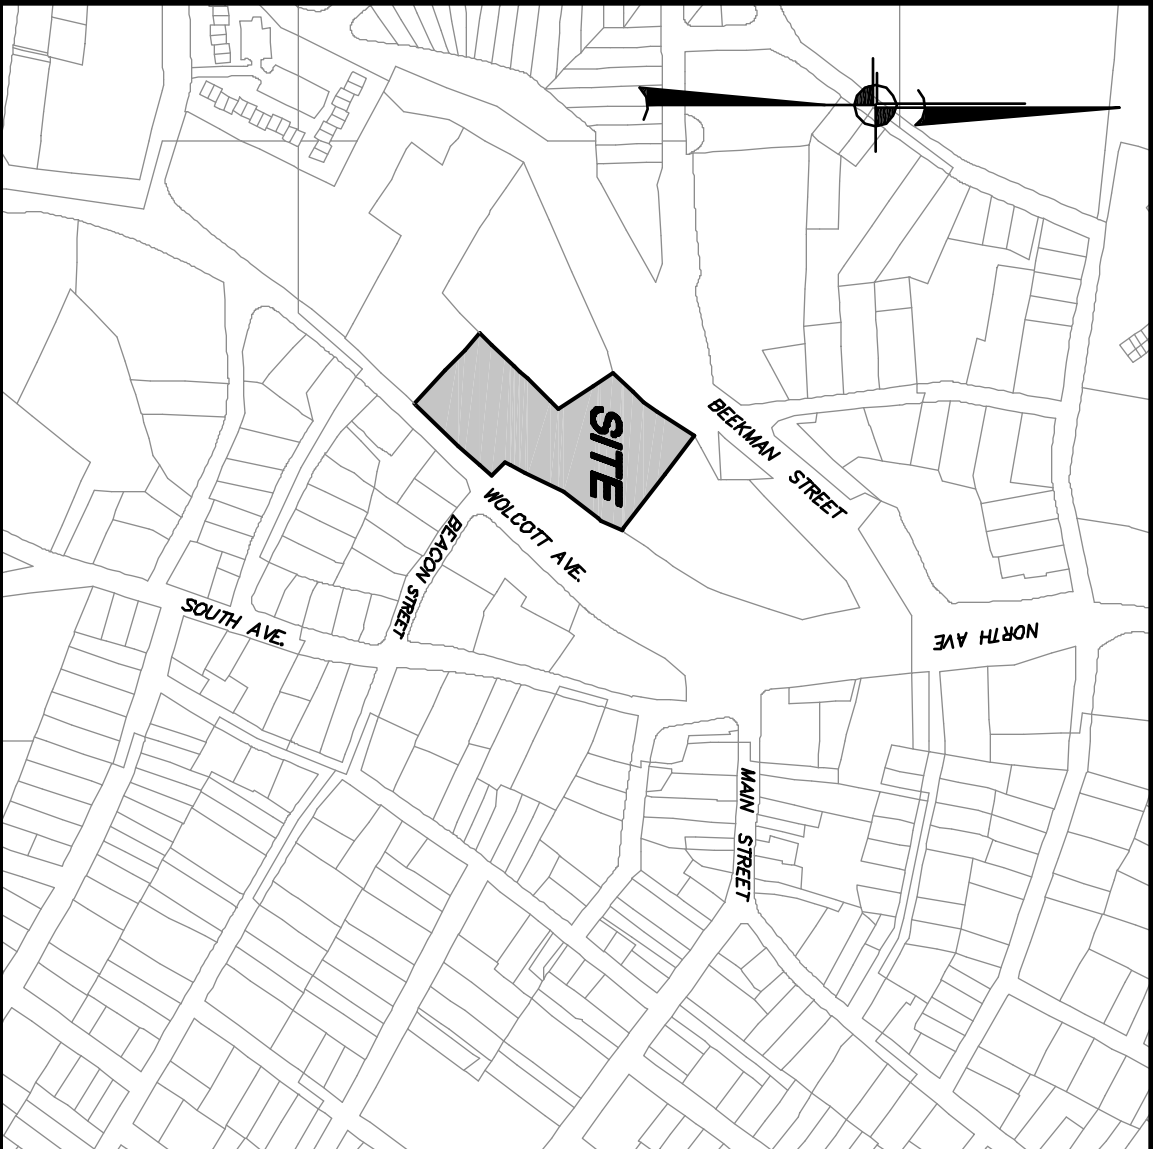 SITE
BEEKMAN STREET
WOLCOTT AVE.
BEACON STREET
SOUTH AVE.
NORTH AVE
MAIN STREET